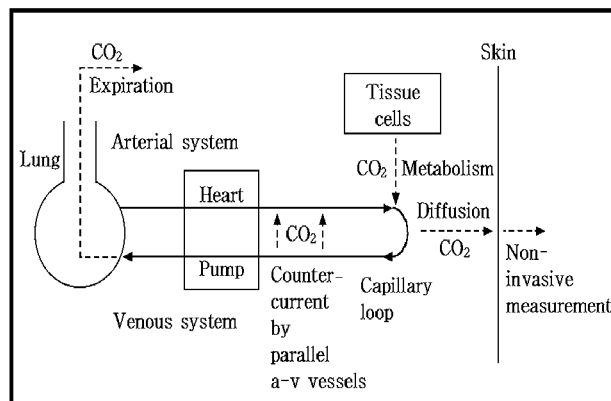 CO2
Expiration
Skin
Tissue
cells
Lung
Arterial system
CO2
Metabolism
Heart
Diffusion
CO2
CO2
Pump
Non-
invasive
measurement
Counter-
current
by
parallel
a-v vessels
Capillary
loop
Venous system